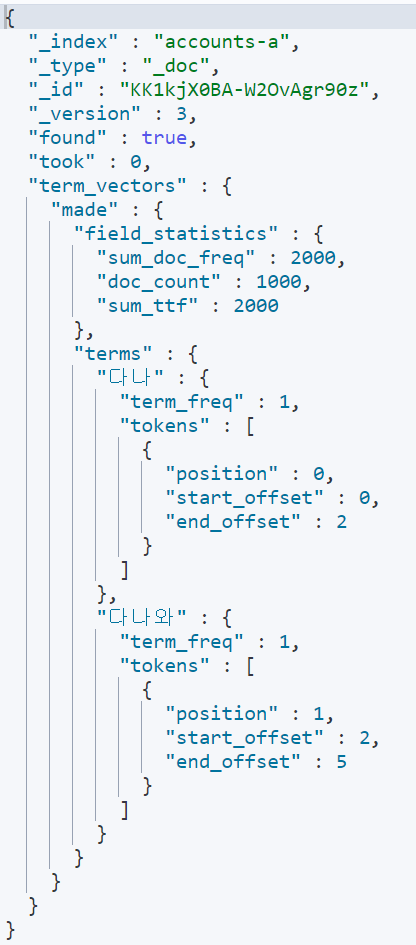 {
  "_index" : "accounts-a",
  "_type" : "_doc",
  "_id" : "KK1kjX0BA-W2OvAgr90z",
  "_version" : 3,
  "found" : true,
  "took" : 0,
  "term_vectors" : {
    "made" : {
      "field_statistics" : {
        "sum_doc_freq" : 2000,
        "doc_count" : 1000,
        "sum_ttf" : 2000
      },
      "terms" : {
        "다나" : {
          "term_freq" : 1,
          "tokens" : [
            {
              "position" : 0,
              "start_offset" : 0,
              "end_offset" : 2
            }
          ]
        },
        "다나와" : {
          "term_freq" : 1,
          "tokens" : [
            {
              "position" : 1,
              "start_offset" : 2,
              "end_offset" : 5
            }
          ]
        }
      }
    }
  }
}